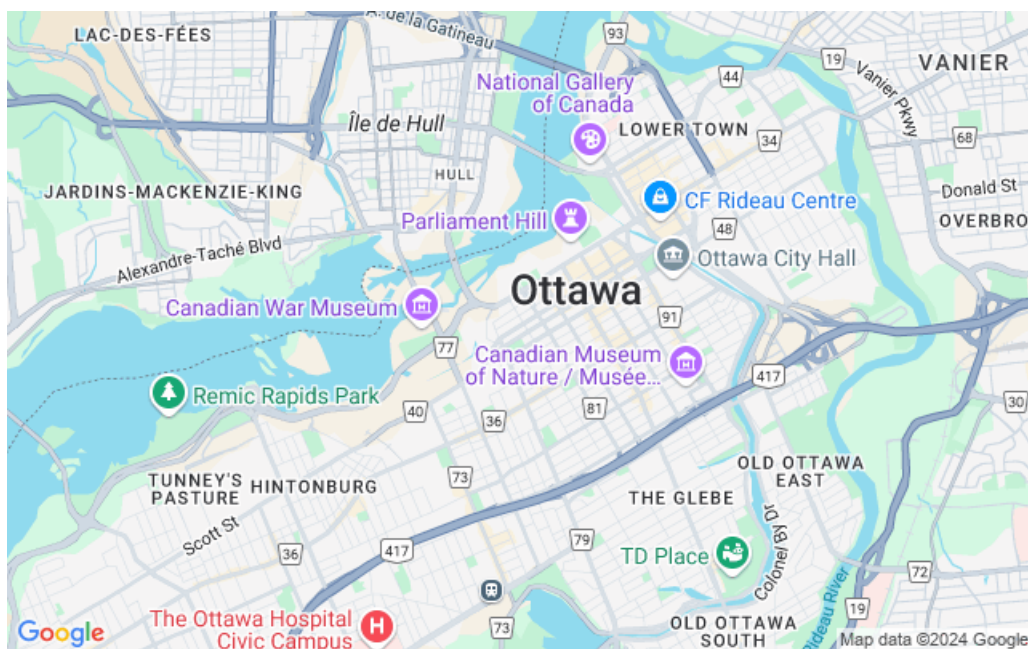 A. de la Gatineau
93
LAC-DES-FÉES
19
VANIER
National Gallery
of Canada
44
Vanier Pkwy
Île de Hull
LOWER TOWN
34
68
HULL
JARDINS-MACKENZIE-KING
Donald St
CF Rideau Centre
Parliament Hill
48
OVERBRO
Alexandre-Taché Blvd
Ottawa City Hall
Ottawa
Canadian War Museum
91
77
Canadian Museum
of Nature / Musée...
417
Remic Rapids Park
40
36
81
30
OLD OTTAWA
EAST
TUNNEY'S
PASTURE
HINTONBURG
73
THE GLEBE
Scott St
Colonel By Dr
36
417
79
TD Place
72
Rideau River
19
The Ottawa Hospital
Civic Campus
H
73
OLD OTTAWA
SOUTH
Google
Map data ©2024 Google